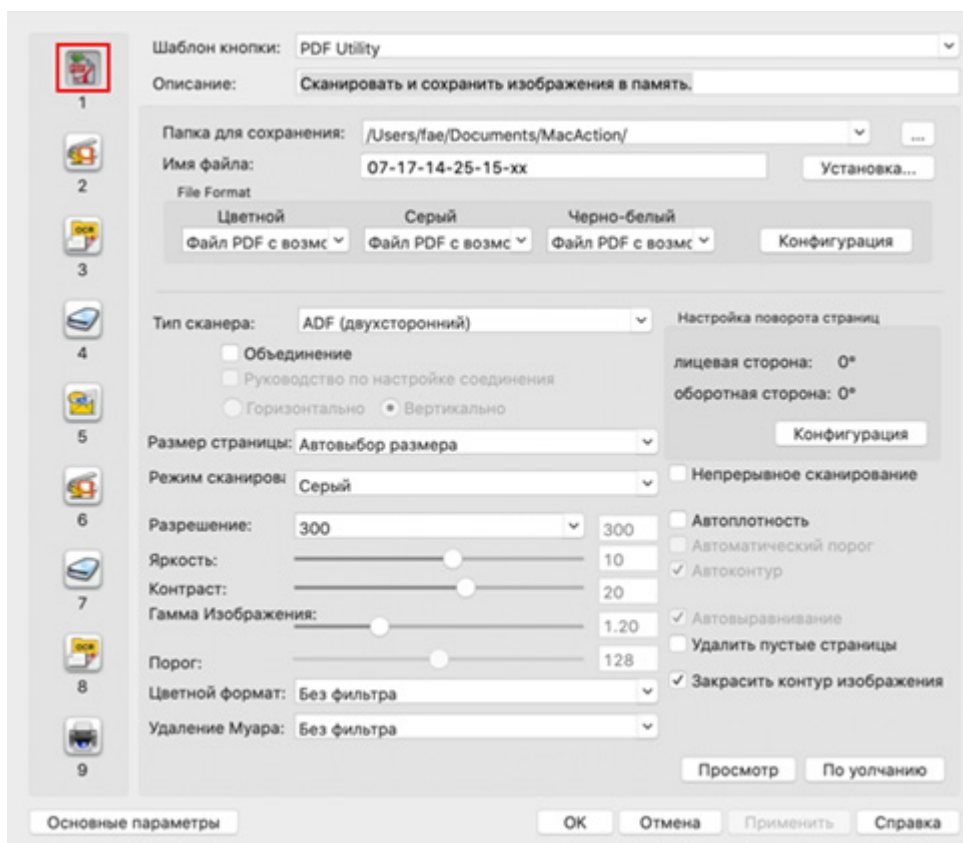 Шаблон кнопки: PDF Utility
Описание: Сканировать и сохранить изображения в память.
Папка для сохранения: /Users/fae/Documents/MacAction/ ...
Имя файла: 07-17-14-25-15-xx Установка...
File Format
Цветной Серый Черно-белый
Файл PDF с возмс Файл PDF с возмс Файл PDF с возмс Конфигурация
Тип сканера: ADF (двухсторонний) Настройка поворота страниц
Объединение лицевая сторона: 0°
Руководство по настройке соединения
Горизонтально Вертикально оборотная сторона: 0°
Конфигурация
Размер страницы: Автовыбор размера
Режим сканирова Серый Непрерывное сканирование
Разрешение: 300 300 Автоплотность
Автоматический порог
Яркость: 10 Автоконтур
Контраст: 20
Гамма Изображения: 1.20 Автовыравнивание
Удалить пустые страницы
Порог: 128
Цветной формат: Без фильтра Закрасить контур изображения
Удаление Муара: Без фильтра
Просмотр По уолчанию
1
2
OCR
3
4
5
6
7
OCR
8
9
Основные параметры OK Отмена Применить Справка